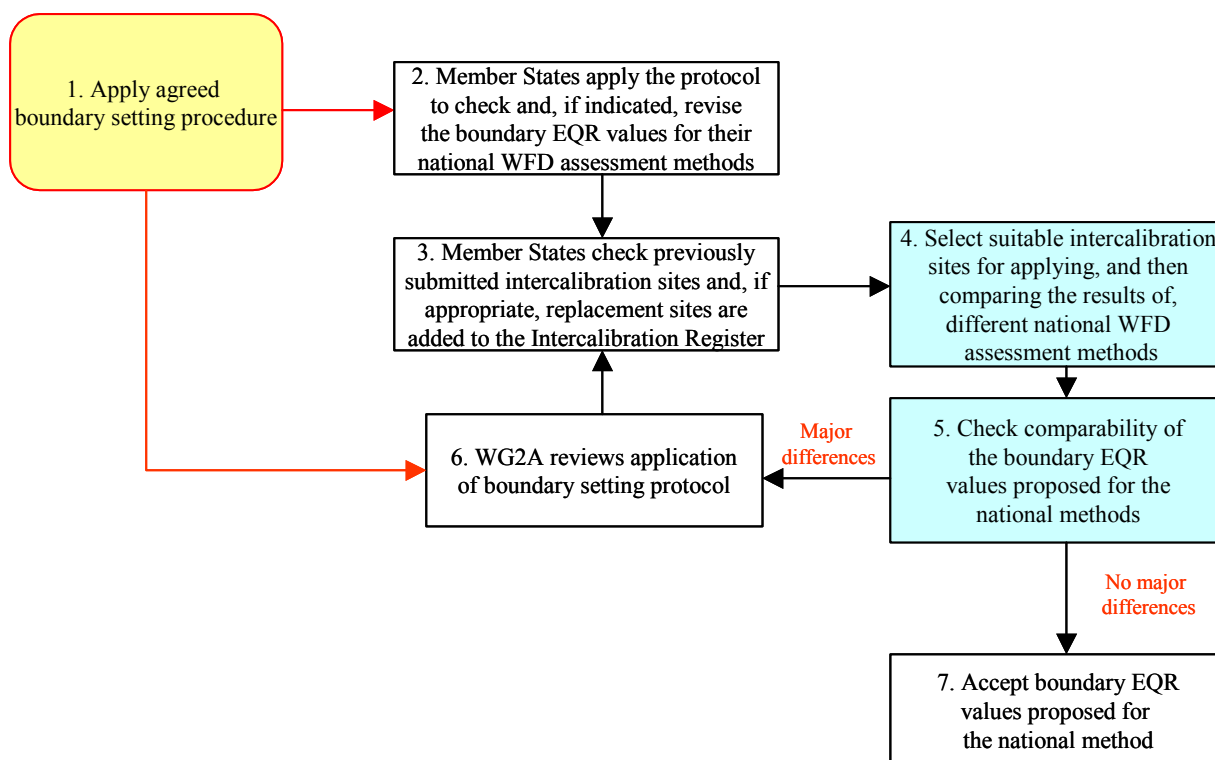 1. Apply agreed
boundary setting procedure
2. Member States apply the protocol
to check and, if indicated, revise
the boundary EQR values for their
national WFD assessment methods
3. Member States check previously
submitted intercalibration sites and, if
appropriate, replacement sites are
added to the Intercalibration Register
4. Select suitable intercalibration
sites for applying, and then
comparing the results of,
different national WFD
assessment methods
5. Check comparability of
the boundary EQR
values proposed for the
national methods
Major
differences
6. WG2A reviews application
of boundary setting protocol
No major
differences
7. Accept boundary EQR
values proposed for
the national method